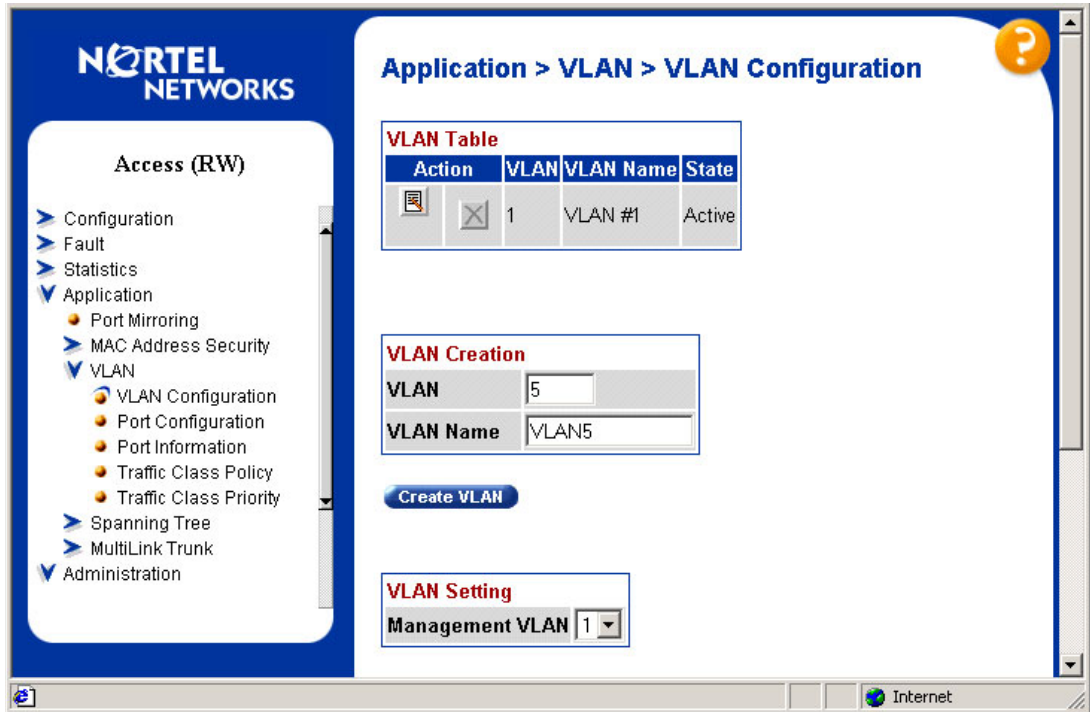 NORTEL
NETWORKS
Access (RW)
Configuration
Fault
Statistics
Application
Port Mirroring
MAC Address Security
VLAN
VLAN Configuration
Port Configuration
Port Information
Traffic Class Policy
Traffic Class Priority
Spanning Tree
MultiLink Trunk
Administration
?
Application > VLAN > VLAN Configuration
VLAN Table
Action VLAN VLAN Name State
1 VLAN #1 Active
VLAN Creation
VLAN 5
VLAN Name VLAN5
Create VLAN
VLAN Setting
Management VLAN 1
Internet